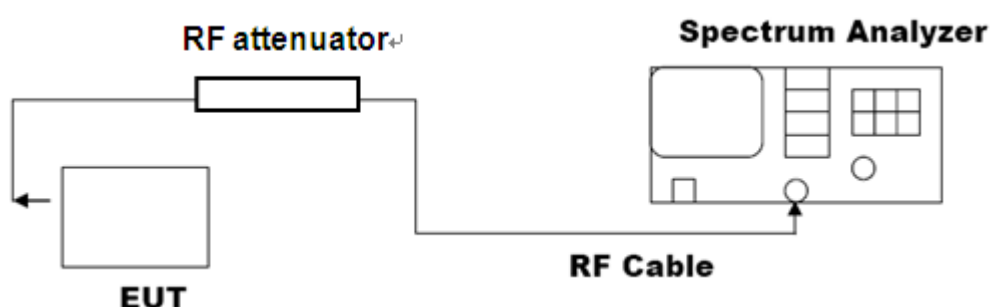 RF attenuator↵
Spectrum Analyzer
RF Cable
EUT